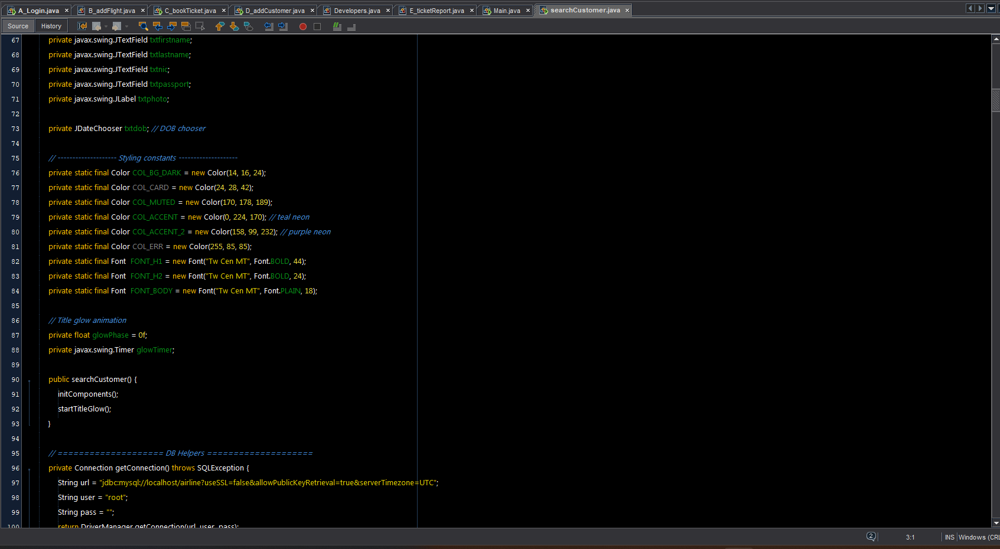 A_Login.java × B_addFlight.java × C_bookTicket.java × D_addCustomer.java × Developers.java × E_ticketReport.java × Main.java × searchCustomer.java ×
Source History
67 private javax.swing.JTextField txtfirstname;
68 private javax.swing.JTextField txtlastname;
69 private javax.swing.JTextField txtnic;
70 private javax.swing.JTextField txtpassport;
71 private javax.swing.JLabel txtphoto;
72
73 private JDateChooser txtdob; // DOB chooser
74
75 // -------------------- Styling constants --------------------
76 private static final Color COL_BG_DARK = new Color(14, 16, 24);
77 private static final Color COL_CARD = new Color(24, 28, 42);
78 private static final Color COL_MUTED = new Color(170, 178, 189);
79 private static final Color COL_ACCENT = new Color(0, 224, 170); // teal neon
80 private static final Color COL_ACCENT_2 = new Color(158, 99, 232); // purple neon
81 private static final Color COL_ERR = new Color(255, 85, 85);
82 private static final Font  FONT_H1 = new Font("Tw Cen MT", Font.BOLD, 44);
83 private static final Font  FONT_H2 = new Font("Tw Cen MT", Font.BOLD, 24);
84 private static final Font  FONT_BODY = new Font("Tw Cen MT", Font.PLAIN, 18);
85
86 // Title glow animation
87 private float glowPhase = 0f;
88 private javax.swing.Timer glowTimer;
89
90 public searchCustomer() {
91 initComponents();
92 startTitleGlow();
93 }
94
95 // ==================== DB Helpers ====================
96 private Connection getConnection() throws SQLException {
97 String url = "jdbc:mysql://localhost/airline?useSSL=false&allowPublicKeyRetrieval=true&serverTimezone=UTC";
98 String user = "root";
99 String pass = "";
100 return DriverManager.getConnection(url, user, pass);
2 3:1 INS Windows (CRL